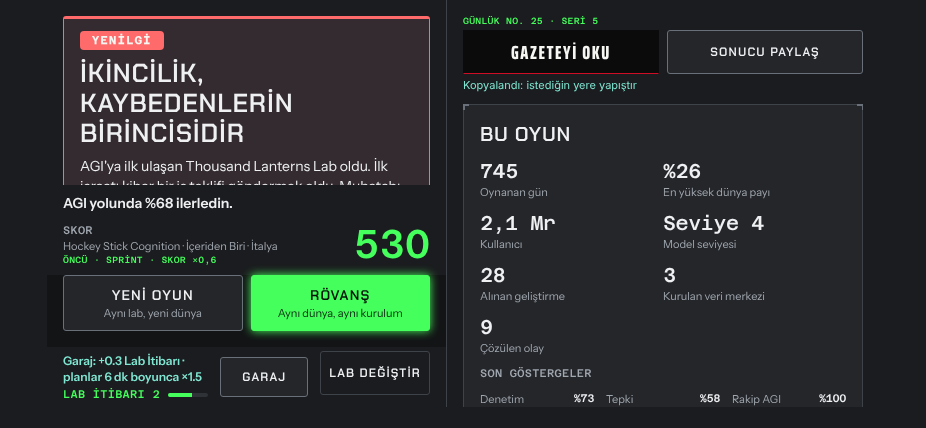 YENİLGİ
İKİNCİLİK,
KAYBEDENLERİN
BİRİNCİSİDİR
AGI'ya ilk ulaşan Thousand Lanterns Lab oldu. İlk
AGI yolunda %68 ilerledin.
SKOR
Hockey Stick Cognition · İçeriden Biri · İtalya
ÖNCÜ · SPRİNT · SKOR ×0,6
530
YENİ OYUN
Aynı lab, yeni dünya
RÖVANŞ
Aynı dünya, aynı kurulum
Garaj: +0.3 Lab İtibarı ·
planlar 6 dk boyunca ×1.5
LAB İTİBARI 2
GARAJ
LAB DEĞİŞTİR
GÜNLÜK NO. 25 · SERİ 5
GAZETEYİ OKU
SONUCU PAYLAŞ
Kopyalandı: istediğin yere yapıştır
BU OYUN
745
Oynanan gün
%26
En yüksek dünya payı
2,1 Mr
Kullanıcı
Seviye 4
Model seviyesi
28
Alınan geliştirme
3
Kurulan veri merkezi
9
Çözülen olay
SON GÖSTERGELER
Denetim %73 Tepki %58 Rakip AGI %100